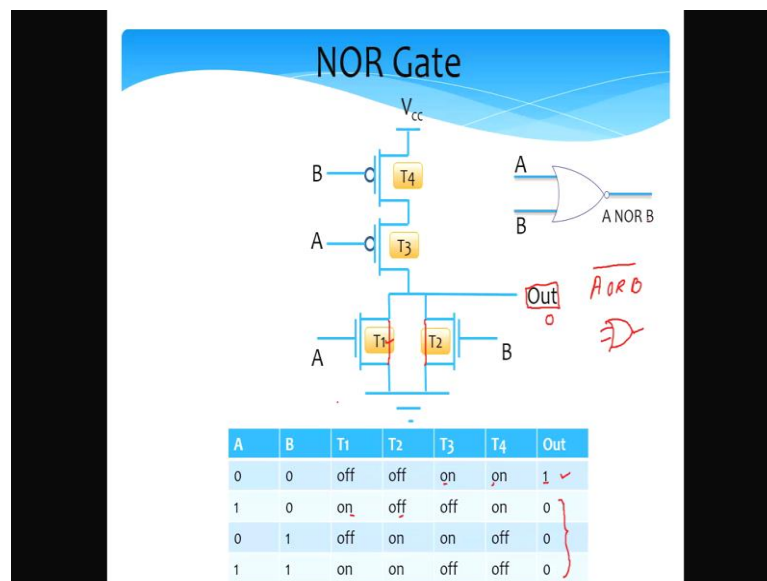 NOR Gate
Vcc
B T4
A
A T3
B
A NOR B
Out
A OR B
0
T1 T2
A B
A B T1 T2 T3 T4 Out
0 0 off off on on 1
1 0 on off off on 0
0 1 off on on off 0
1 1 on on off off 0